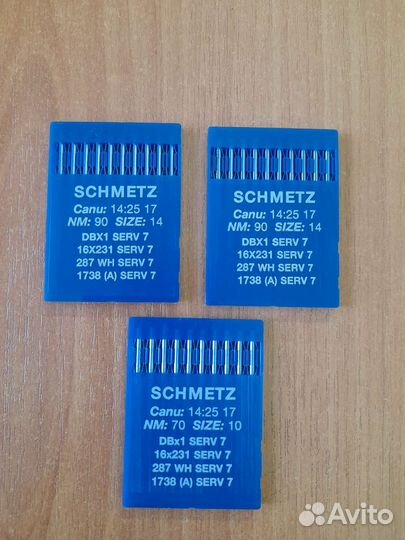 SCHMETZ
Canu: 14:25 17
NM: 90 SIZE: 14
DBX1 SERV 7
16X231 SERV 7
287 WH SERV 7
1738 (A) SERV 7
SCHMETZ
Canu: 14:25 17
NM: 90 SIZE: 14
DBX1 SERV 7
16X231 SERV 7
287 WH SERV 7
1738 (A) SERV 7
SCHMETZ
Canu: 14:25 17
NM: 70 SIZE: 10
DBx1 SERV 7
16x231 SERV 7
287 WH SERV 7
1738 (A) SERV 7
Avito